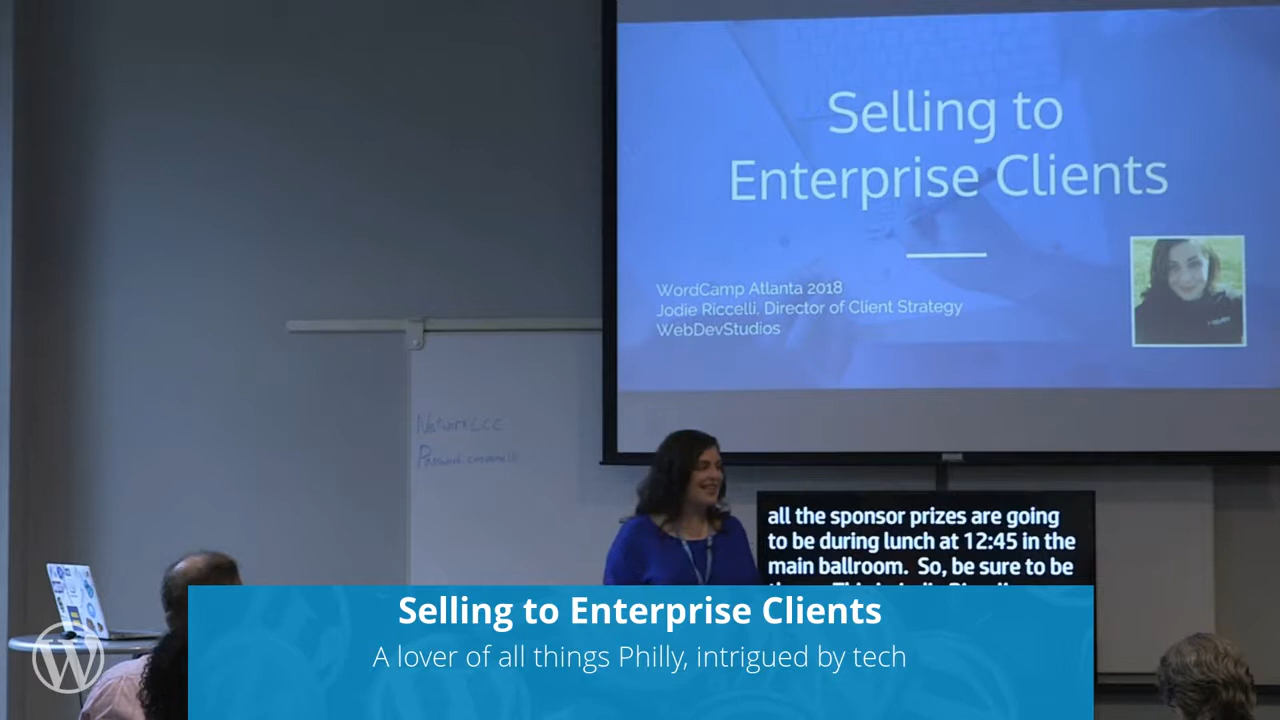 Selling to
Enterprise Clients
WordCamp Atlanta 2018
Jodie Riccelli, Director of Client Strategy
WebDevStudios
all the sponsor prizes are going
to be during lunch at 12:45 in the
main ballroom. So, be sure to be
Selling to Enterprise Clients
A lover of all things Philly, intrigued by tech